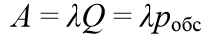 A = λQ = λp_обс